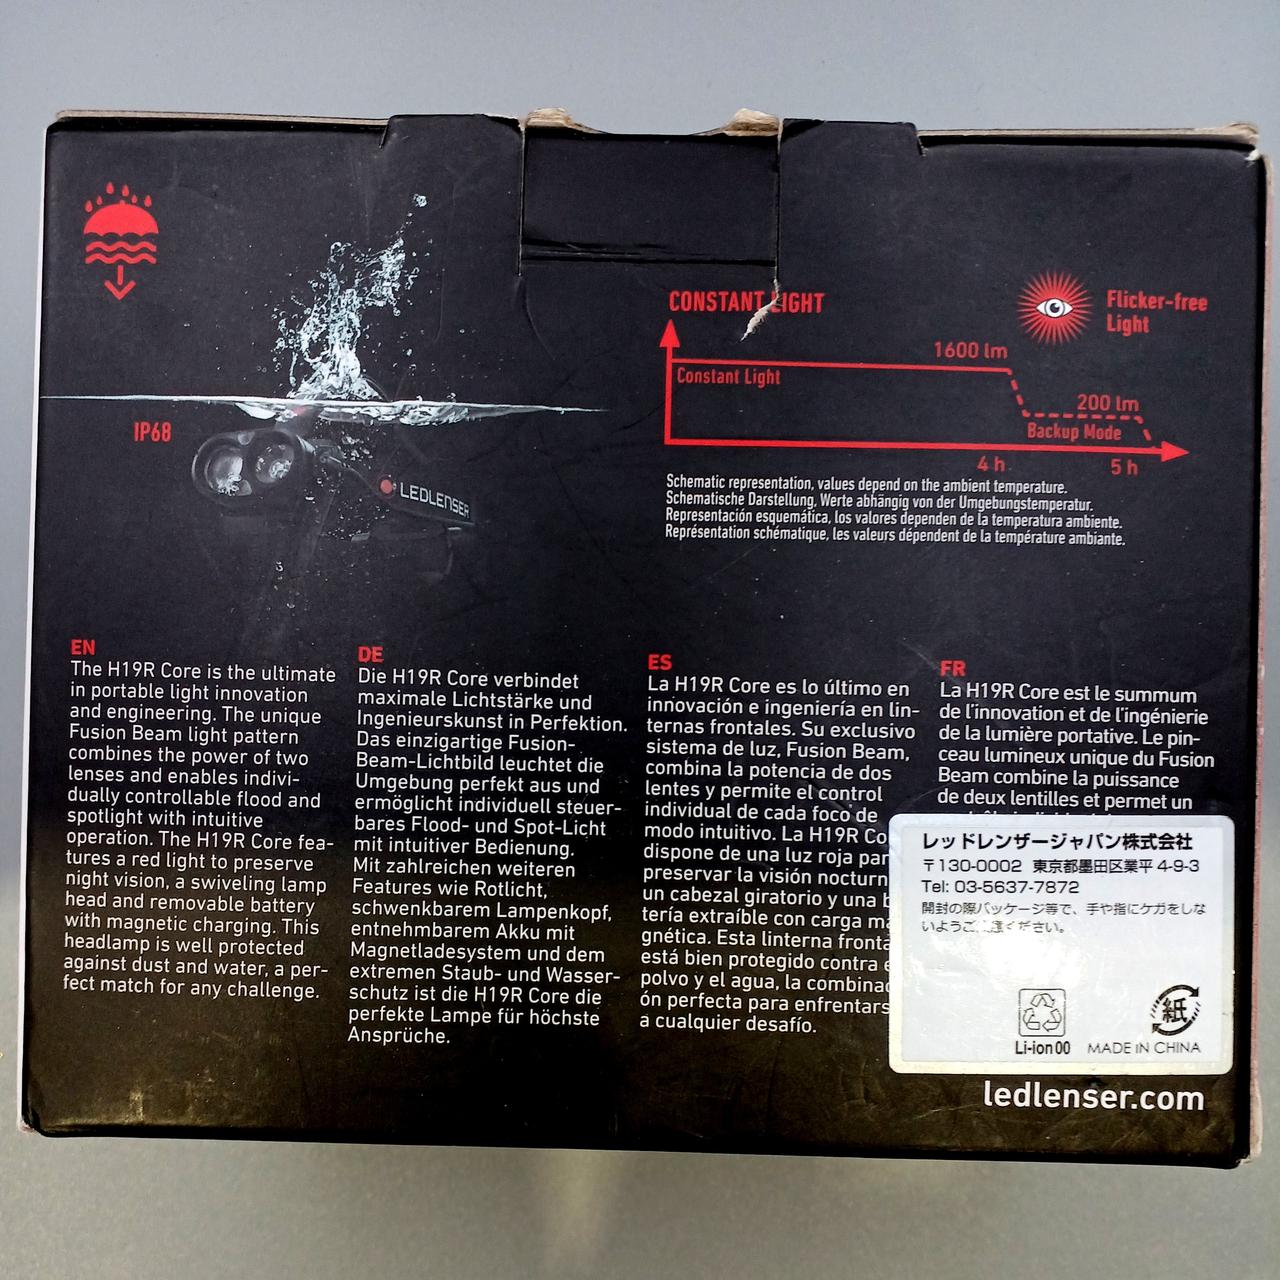 CONSTANT LIGHT
Flicker-free
Light
1600 lm
Constant Light
200 lm
Backup Mode
4 h
5 h
IP68
LEDLENSER
Schematic representation, values depend on the ambient temperature.
Schematische Darstellung, Werte abhängig von der Umgebungstemperatur.
Representación esquemática, los valores dependen de la temperatura ambiente.
Représentation schématique, les valeurs dépendent de la température ambiante.
EN
The H19R Core is the ultimate
in portable light innovation
and engineering. The unique
Fusion Beam light pattern
combines the power of two
lenses and enables indivi-
dually controllable flood and
spotlight with intuitive
operation. The H19R Core fea-
tures a red light to preserve
night vision, a swiveling lamp
head and removable battery
with magnetic charging. This
headlamp is well protected
against dust and water, a per-
fect match for any challenge.
DE
Die H19R Core verbindet
maximale Lichtstärke und
Ingenieurskunst in Perfektion.
Das einzigartige Fusion-
Beam-Lichtbild leuchtet die
Umgebung perfekt aus und
ermöglicht individuell steuer-
bares Flood- und Spot-Licht
mit intuitiver Bedienung.
Mit zahlreichen weiteren
Features wie Rotlicht,
schwenkbarem Lampenkopf,
entnehmbarem Akku mit
Magnetladesystem und dem
extremen Staub- und Wasser-
schutz ist die H19R Core die
perfekte Lampe für höchste
Ansprüche.
ES
La H19R Core es lo último en
innovación e ingeniería en lin-
ternas frontales. Su exclusivo
sistema de luz, Fusion Beam,
combina la potencia de dos
lentes y permite el control
individual de cada foco de
modo intuitivo. La H19R Co
dispone de una luz roja par
preservar la visión nocturn
un cabezal giratorio y una b
tería extraíble con carga ma
gnética. Esta linterna fronta
está bien protegido contra e
polvo y el agua, la combinac
ón perfecta para enfrentars
a cualquier desafío.
FR
La H19R Core est le summum
de l'innovation et de l'ingénierie
de la lumière portative. Le pin-
ceau lumineux unique du Fusion
Beam combine la puissance
de deux lentilles et permet un
レッドレンザージャパン株式会社
〒130-0002 東京都墨田区業平 4-9-3
Tel: 03-5637-7872
開封の際パッケージ等で、手や指にケガをしな
いようご注意ください。
紙
Li-ion 00
MADE IN CHINA
ledlenser.com